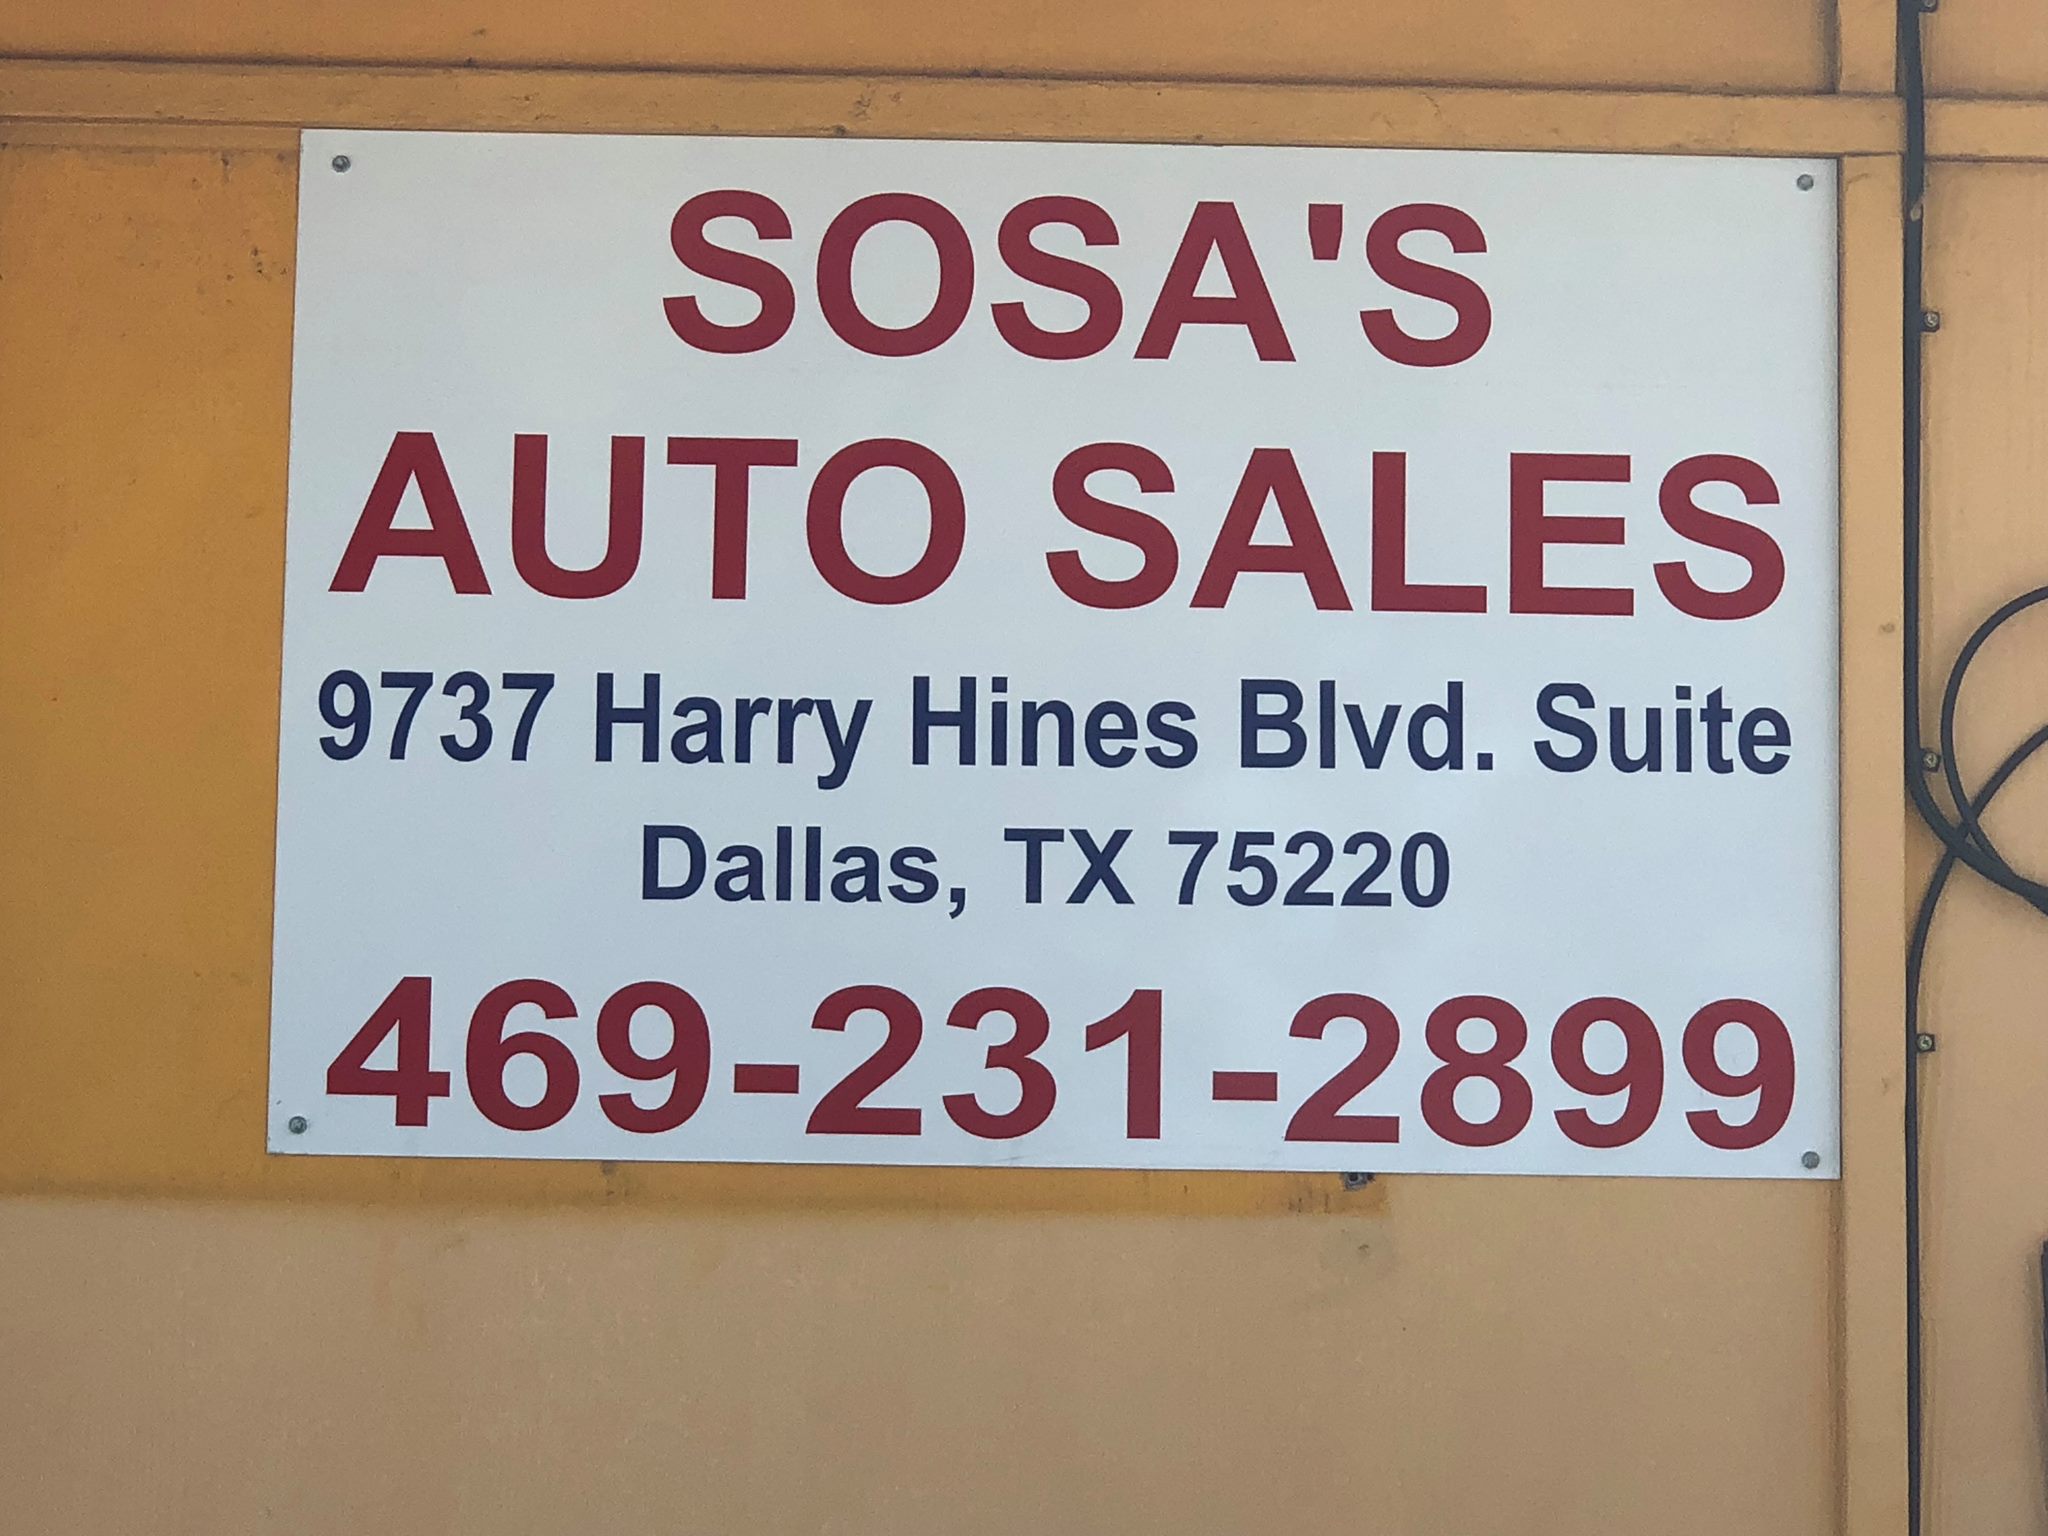 SOSA'S
AUTO SALES
9737 Harry Hines Blvd. Suite
Dallas, TX 75220
469-231-2899